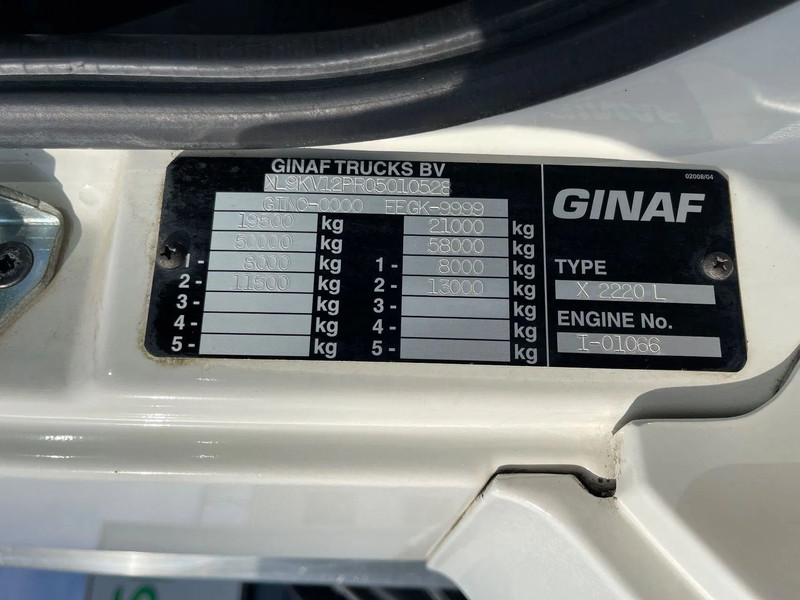 GINAF TRUCKS BV
XL9KV12PR05010528
GINC-0000 EEGK-9999
19500 kg 21000 kg
50000 kg 58000 kg
1- 8000 kg 1- 8000 kg
2- 11500 kg 2- 13000 kg
3- kg 3- kg
4- kg 4- kg
5- kg 5- kg
02008/04
GINAF
TYPE
X 2220 L
ENGINE No.
I-01066